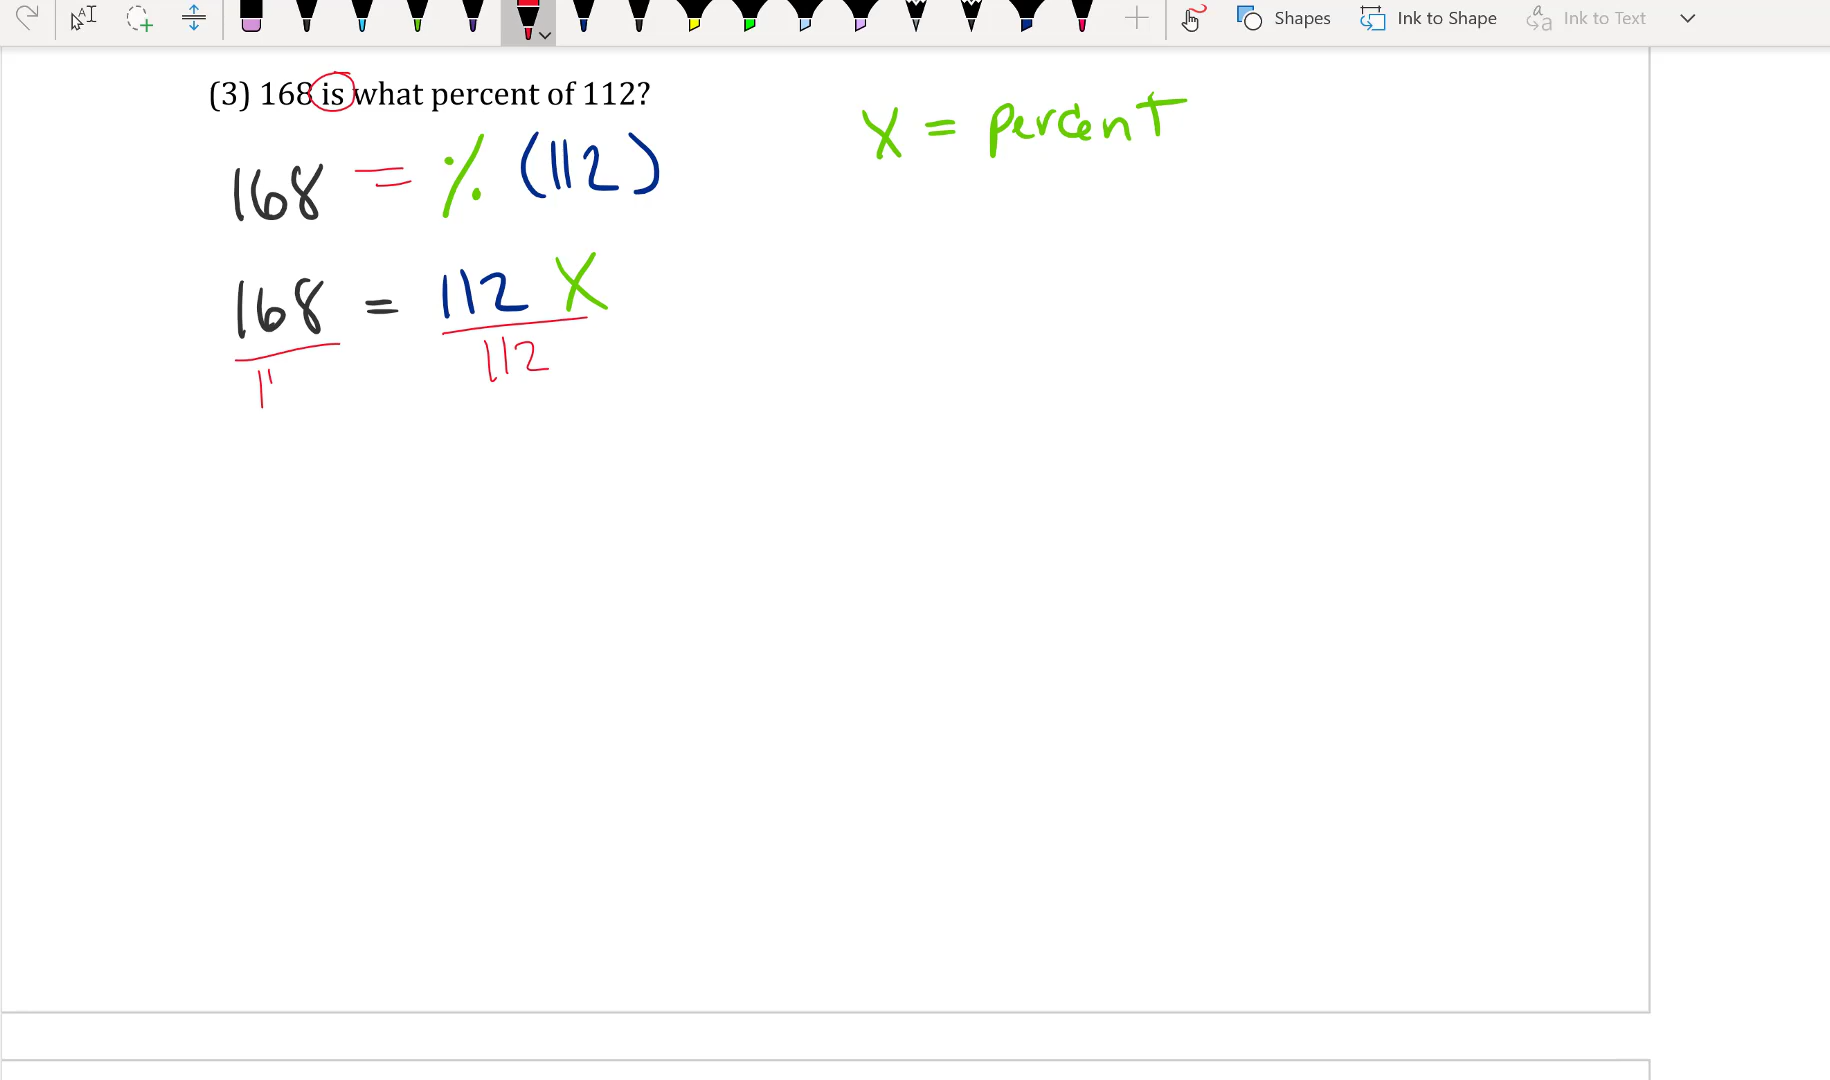 Shapes Ink to Shape Ink to Text
(3) 168 is what percent of 112?
x = percent
168 = % (112)
168 = 112 x
11 112